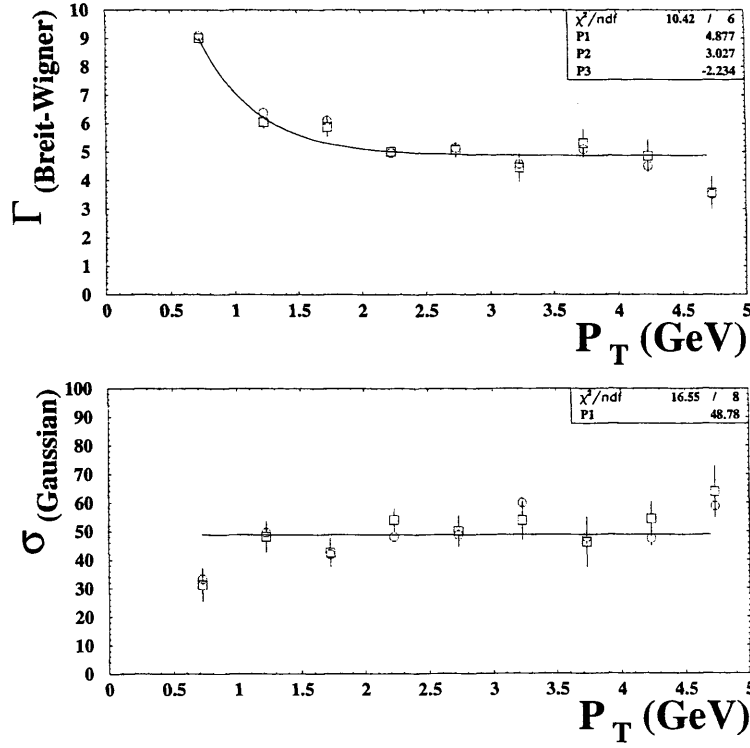 10
9
8
7
6
5
4
3
2
1
0
Γ (Breit-Wigner)
χ²/ndf 10.42 / 6
P1 4.877
P2 3.027
P3 -2.234
0 0.5 1 1.5 2 2.5 3 3.5 4 4.5 5
P T (GeV)
100
90
80
70
60
50
40
30
20
10
0
σ ((Gaussian)
χ²/ndf 16.55 / 8
P1 48.78
0 0.5 1 1.5 2 2.5 3 3.5 4 4.5 5
P T (GeV)